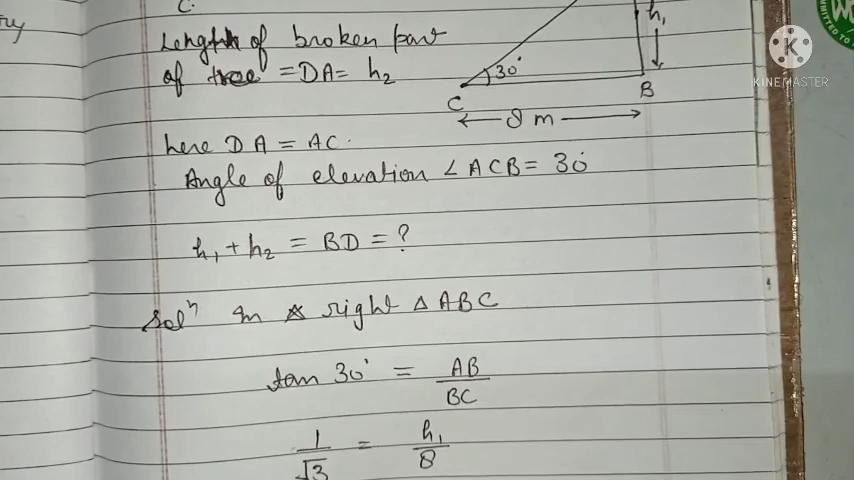 C.
Length of broken part
of tree = DA = h₂
h₁
30°
C
B
8 m
here DA = AC.
Angle of elevation ∠ACB = 30°
h₁ + h₂ = BD = ?
Solⁿ In right △ABC
tan 30° = AB/BC
1/√3 = h₁/8
KINEMASTER